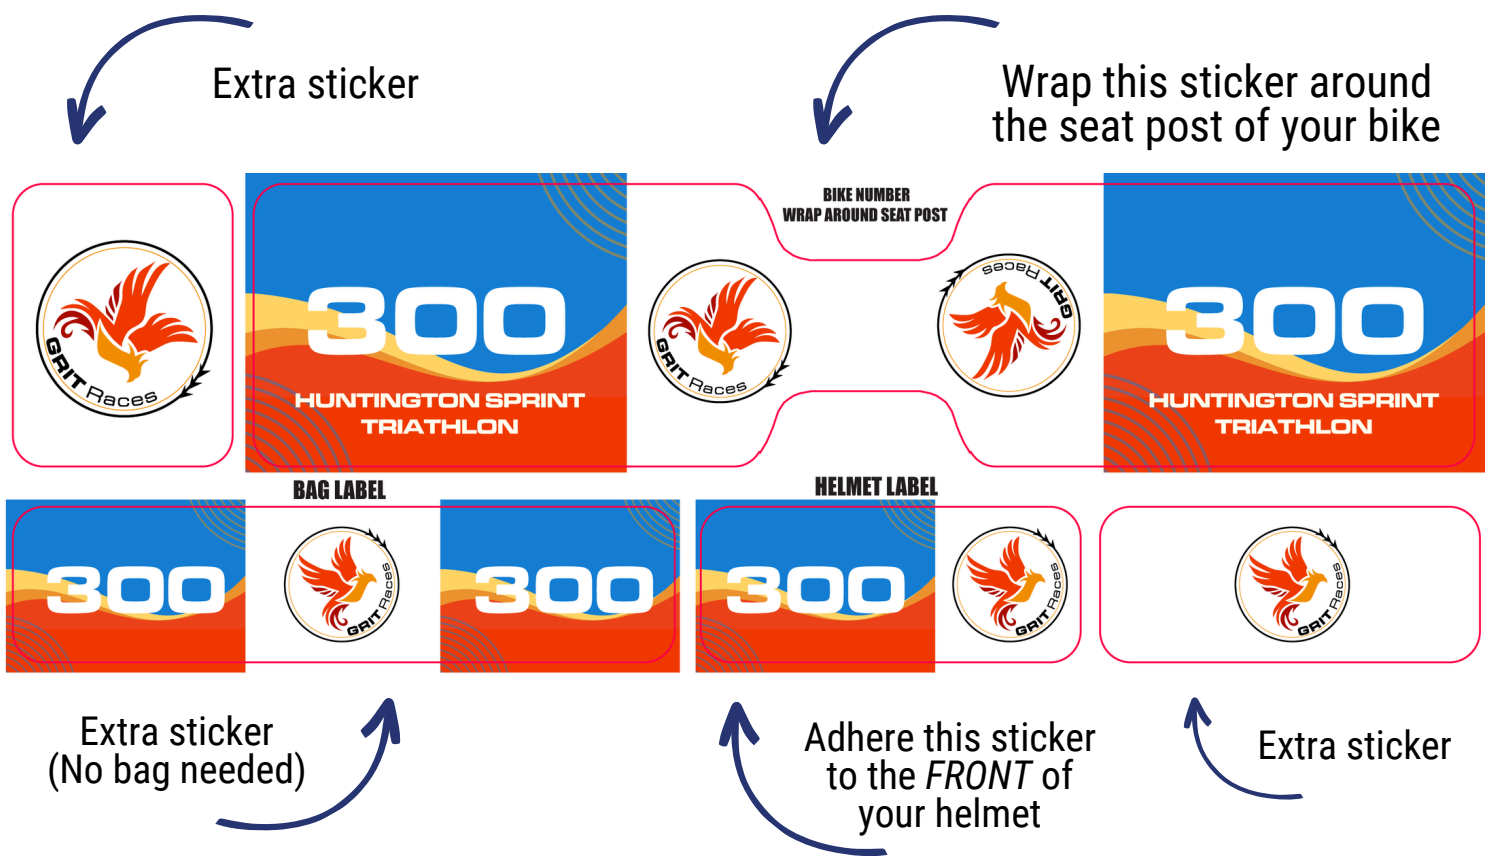 Extra sticker
Wrap this sticker around
the seat post of your bike
BIKE NUMBER
WRAP AROUND SEAT POST
GRIT Races
300
HUNTINGTON SPRINT
TRIATHLON
GRIT Races
GRIT Races
300
HUNTINGTON SPRINT
TRIATHLON
BAG LABEL
HELMET LABEL
300
GRIT Races
300
300
GRIT Races
GRIT Races
Extra sticker
(No bag needed)
Adhere this sticker
to the FRONT of
your helmet
Extra sticker